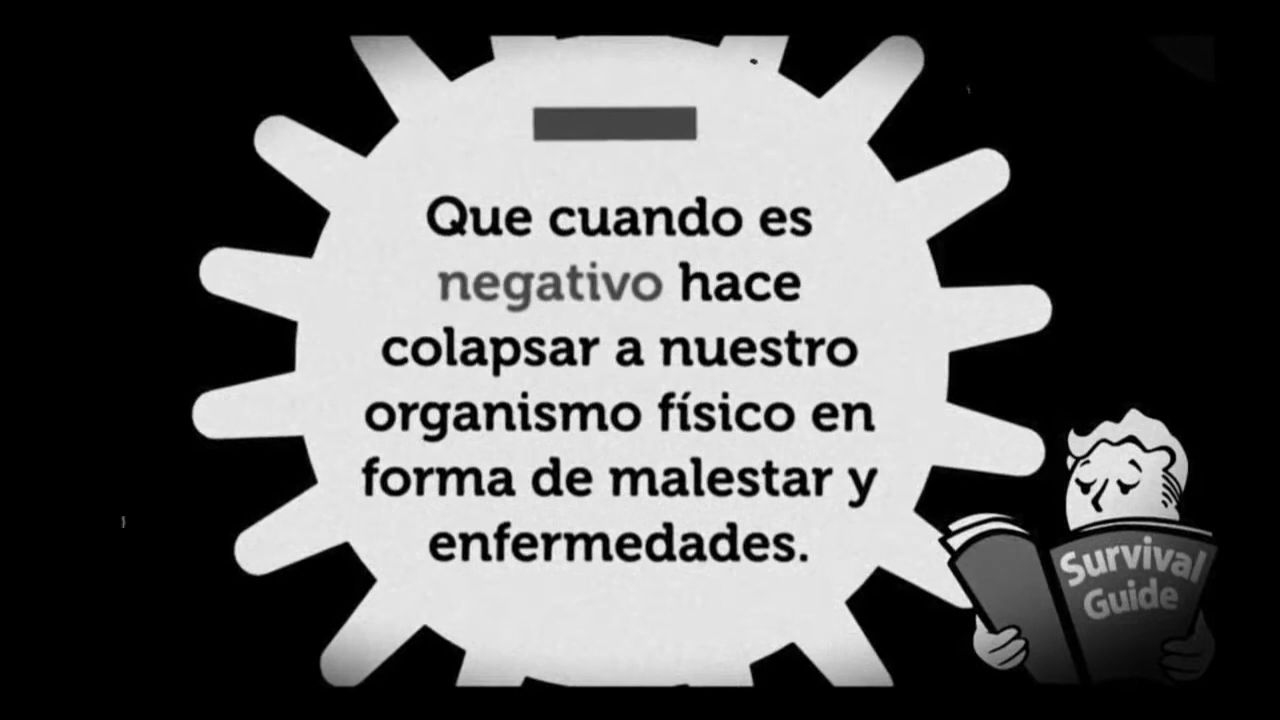 Que cuando es
negativo hace
colapsar a nuestro
organismo físico en
forma de malestar y
enfermedades.
Survival
Guide